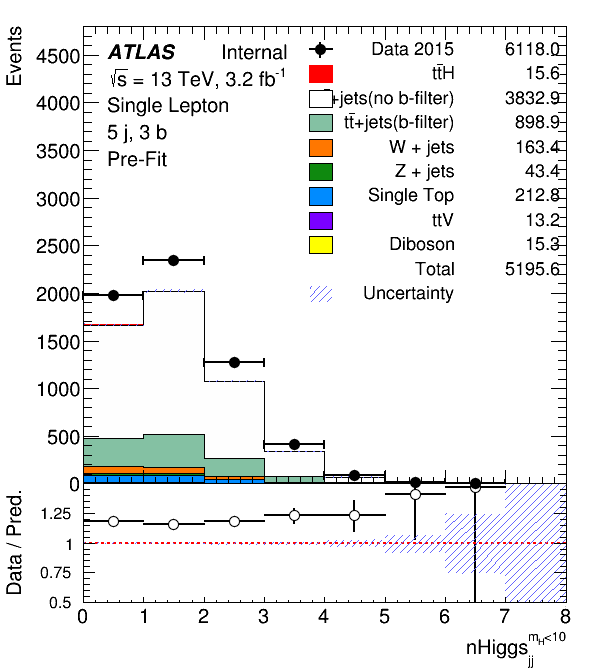 Events
ATLAS Internal
√s = 13 TeV, 3.2 fb⁻¹
Single Lepton
5 j, 3 b
Pre-Fit
Data 2015 6118.0
tt̄H 15.6
+jets(no b-filter) 3832.9
tt̄+jets(b-filter) 898.9
W + jets 163.4
Z + jets 43.4
Single Top 212.8
ttV 13.2
Diboson 15.3
Total 5195.6
Uncertainty
4500
4000
3500
3000
2500
2000
1500
1000
500
0
Data / Pred.
1.25
1
0.75
0.5
0 1 2 3 4 5 6 7 8
nHiggs_jj^m_H<10